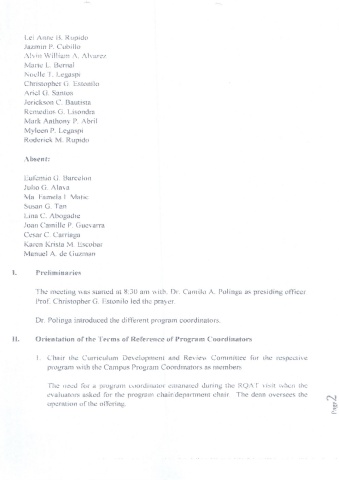 Lei Anne B. Rupido
Jazmin P. Cubillo
Alvin William A. Alvarez
Marie L. Bernal
Noelle T. Legaspi
Christopher G. Estonilo
Ariel G. Santos
Jerickson C. Bautista
Remedios G. Lisondra
Mark Anthony P. Abril
Myleen P. Legaspi
Roderick M. Rupido
Absent:
Eufemio G. Barcelon
Julio G. Alava
Ma. Pamela I.
Susan G. Tan
Lina C. Abogadie
Joan Camille P. Guevarra
Cesar C. Carriaga
Karen Krista M. Escobar
Manuel A. de Guzman
I. Preliminaries
The meeting was started at 8:30 am with Dr. Camilo A. Polinga as presiding officer.
Prof. Christopher G. Estonilo led the prayer.
Dr. Polinga introduced the different program coordinators.
II. Orientation of the Terms of Reference of Program Coordinators
1. Chair the Curriculum Development and Review Committee for the respective
program with the Campus Program Coordinators as members
The need for a program coordinator emanated during the RQAT visit when the
evaluators asked for the program chair/department chair. The dean oversees the
operation of the offering.
Page 2